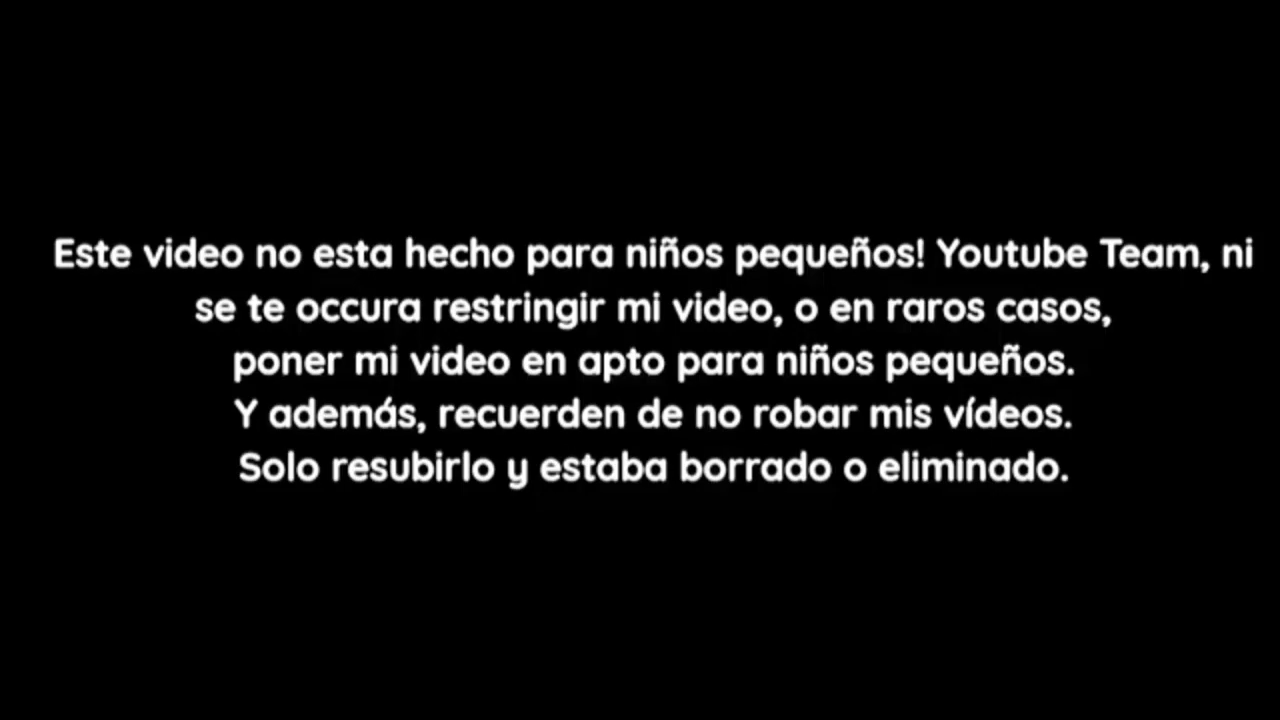 Este video no esta hecho para niños pequeños! Youtube Team, ni
se te occura restringir mi video, o en raros casos,
poner mi video en apto para niños pequeños.
Y además, recuerden de no robar mis vídeos.
Solo resubirlo y estaba borrado o eliminado.